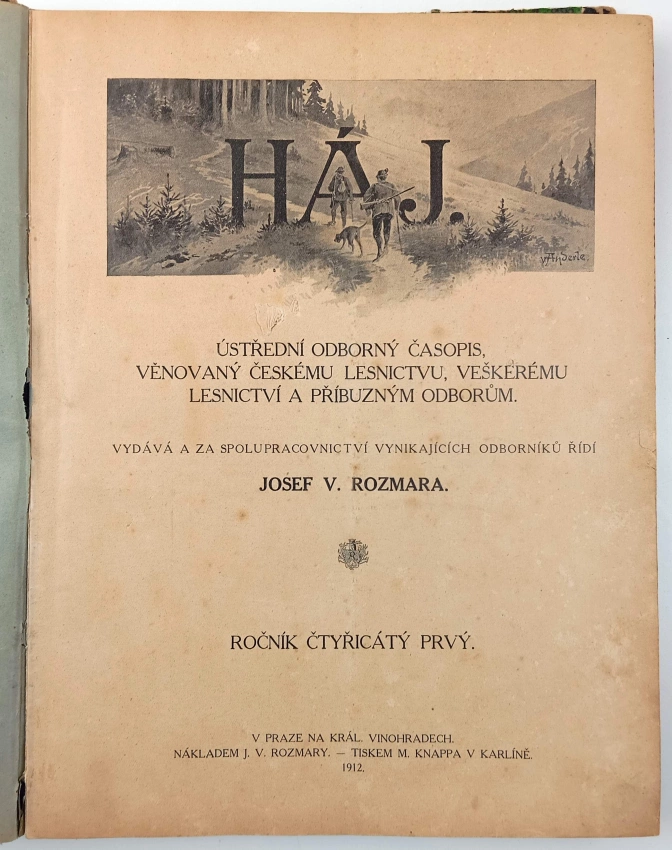 HÁJ.
V. Anderle.
ÚSTŘEDNÍ ODBORNÝ ČASOPIS,
VĚNOVANÝ ČESKÉMU LESNICTVU, VEŠKERÉMU
LESNICTVÍ A PŘÍBUZNÝM ODBORŮM.
VYDÁVÁ A ZA SPOLUPRACOVNICTVÍ VYNIKAJÍCÍCH ODBORNÍKŮ ŘÍDÍ
JOSEF V. ROZMARA.
R
ROČNÍK ČTYŘICÁTÝ PRVÝ.
V PRAZE NA KRÁL. VINOHRADECH.
NÁKLADEM J. V. ROZMARY. — TISKEM M. KNAPPA V KARLÍNĚ.
1912.